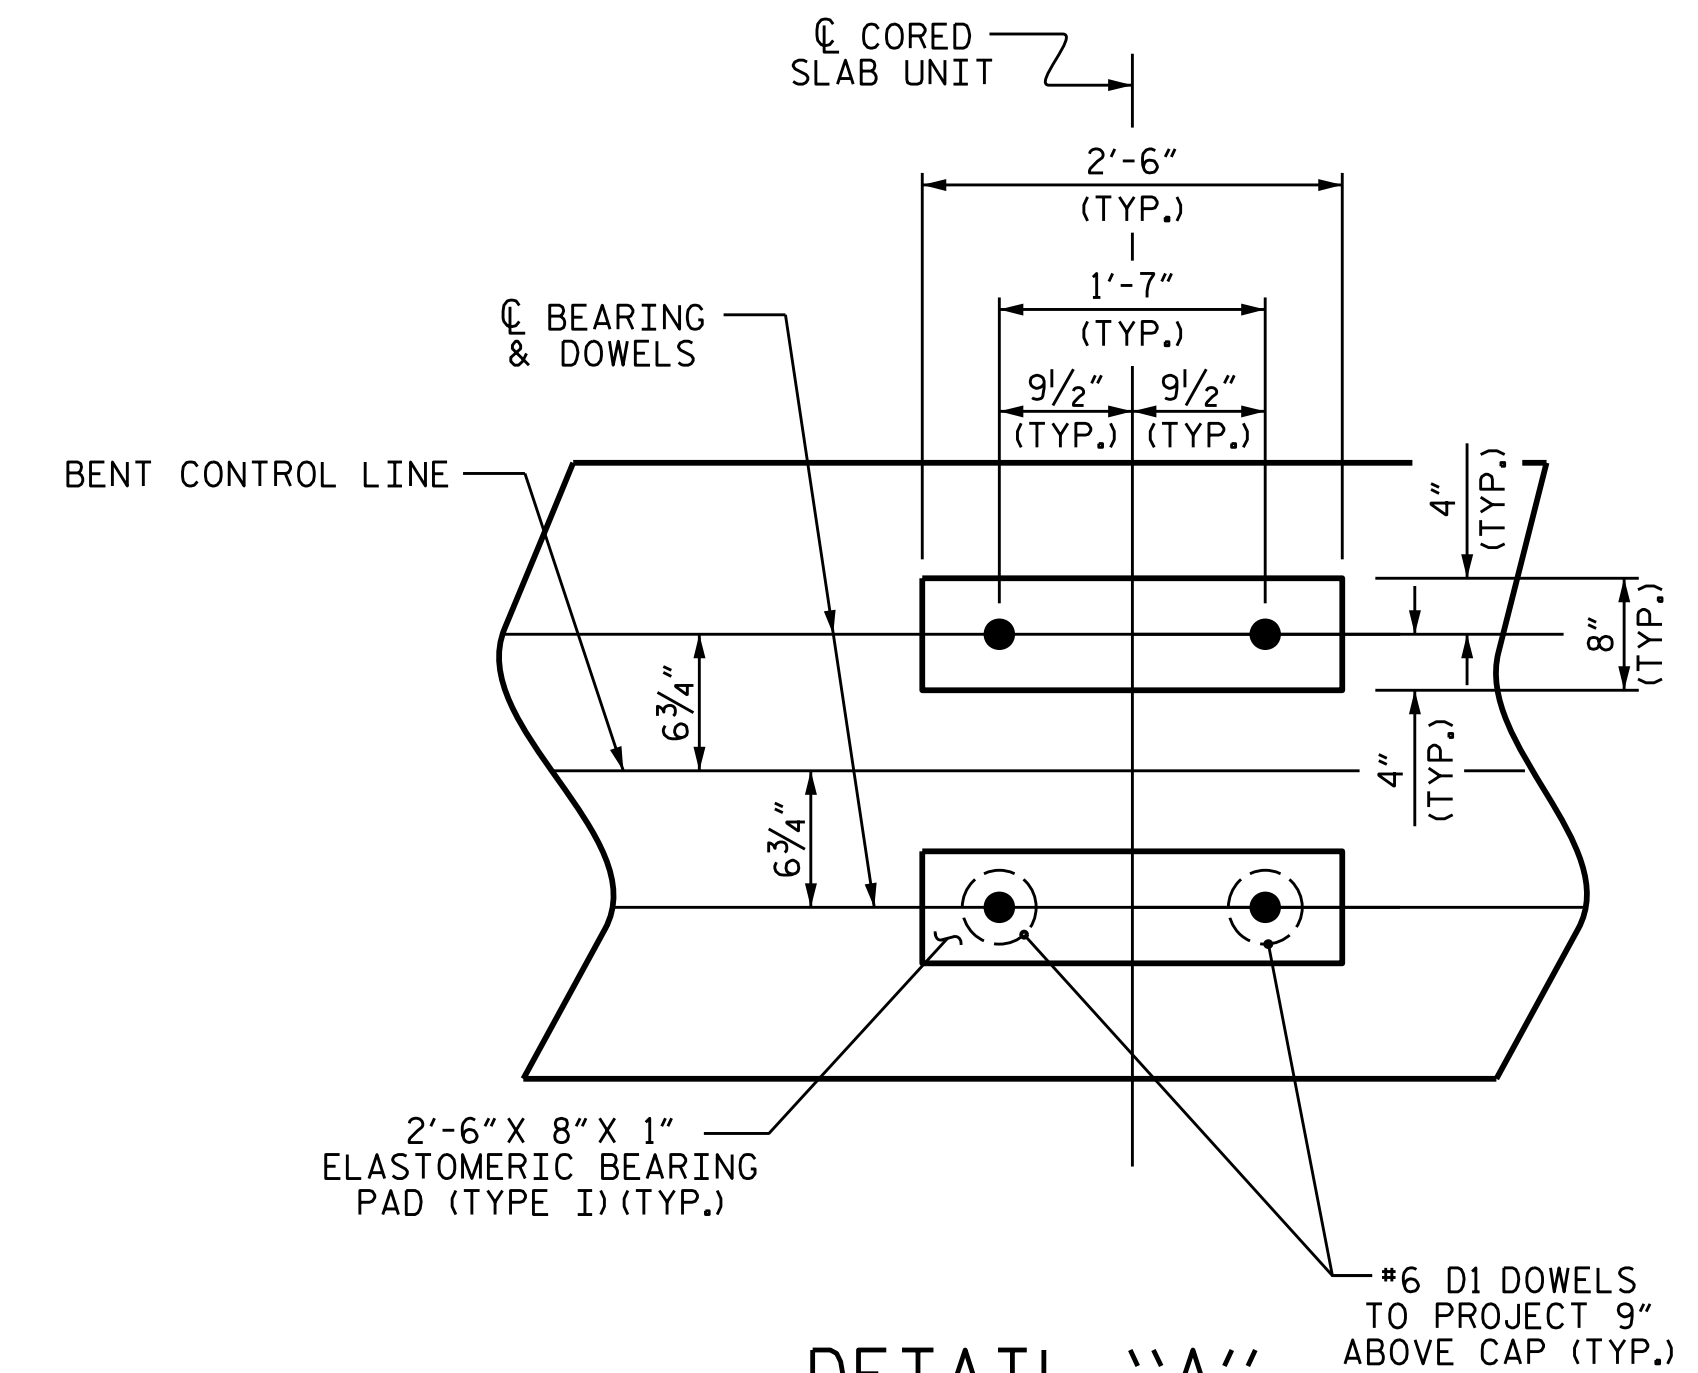 ℄ CORED
SLAB UNIT
2'-6"
(TYP.)
1'-7"
(TYP.)
℄ BEARING
& DOWELS
9½" 9½"
(TYP.) (TYP.)
BENT CONTROL LINE
4"
(TYP.)
8"
(TYP.)
6¾"
4"
(TYP.)
6¾"
2'-6" X 8" X 1"
ELASTOMERIC BEARING
PAD (TYPE I) (TYP.)
#6 D1 DOWELS
TO PROJECT 9"
ABOVE CAP (TYP.)
DETAIL "A"